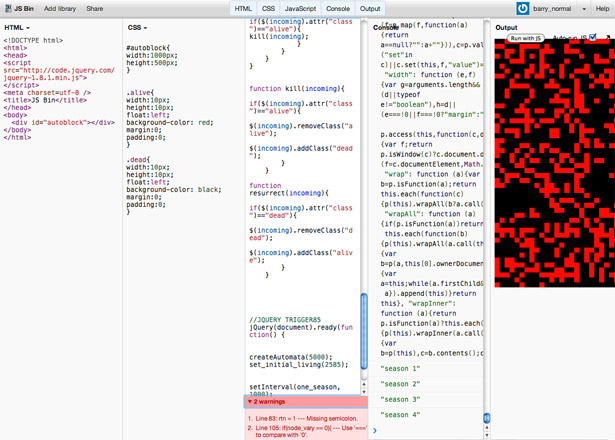 JS Bin Add library Share HTML CSS JavaScript Console Output barry_normal Help
HTML
<!DOCTYPE html>
<html>
<head>
<script
src="http://code.jquery.com/
jquery-1.8.1.min.js">
</script>
<meta charset=utf-8 />
<title>JS Bin</title>
</head>
<body>
<div id="autoblock"></div>
</body>
</html>
CSS
#autoblock{
width:1000px;
height:500px;
}
.alive{
width:10px;
height:10px;
float:left;
background-color: red;
margin:0;
padding:0;
}
.dead{
width:10px;
height:10px;
float:left;
background-color: black;
margin:0;
padding:0;
}
if($(incoming).attr("class
")=="alive"){
kill(incoming);
}
}
}
}
function kill(incoming){
if($(incoming).attr("class
")=="alive"){
$(incoming).removeClass("a
live");
$(incoming).addClass("dead
");
}
}
function
resurrect(incoming){
if($(incoming).attr("class
")=="dead"){
$(incoming).removeClass("d
ead");
$(incoming).addClass("aliv
e");
}
}
//JQUERY TRIGGER85
jQuery(document).ready(fun
ction() {
createAutomata(5000);
set_initial_living(2585);
setInterval(one_season,
1000);
2 warnings
1. Line 83: rtn = 1 --- Missing semicolon.
2. Line 105: if(node_vary == 0){ --- Use '==='
to compare with '0'.
Console
f=p.map(f,function(a)
{return
a==null?"":a+""})),c=p.val
("set"in
c)||c.set(this,f,"value")=
"width": function (e,f)
{var g=arguments.length&&
(d||typeof
e!="boolean"),h=d||
(e===!0||f===!0?"margin":"
p.access(this,function(c,d
{var f;return
p.isWindow(c)?c.document.d
(f=c.documentElement,Math.
"wrap": function (a){var
b=p.isFunction(a);return
this.each(function(c)
{p(this).wrapAll(b?a.call(
"wrapAll": function (a)
{if(p.isFunction(a))return
this.each(function(b)
{p(this).wrapAll(a.call(th
{var
b=p(a,this[0].ownerDocumen
{var
a=this;while(a.firstChild&
a}).append(this)}return
this}, "wrapInner":
function (a){return
p.isFunction(a)?this.each(
{p(this).wrapInner(a.call(
{var
b=p(this),c=b.contents();c
"season 1"
"season 2"
"season 3"
"season 4"
Output
Run with JS